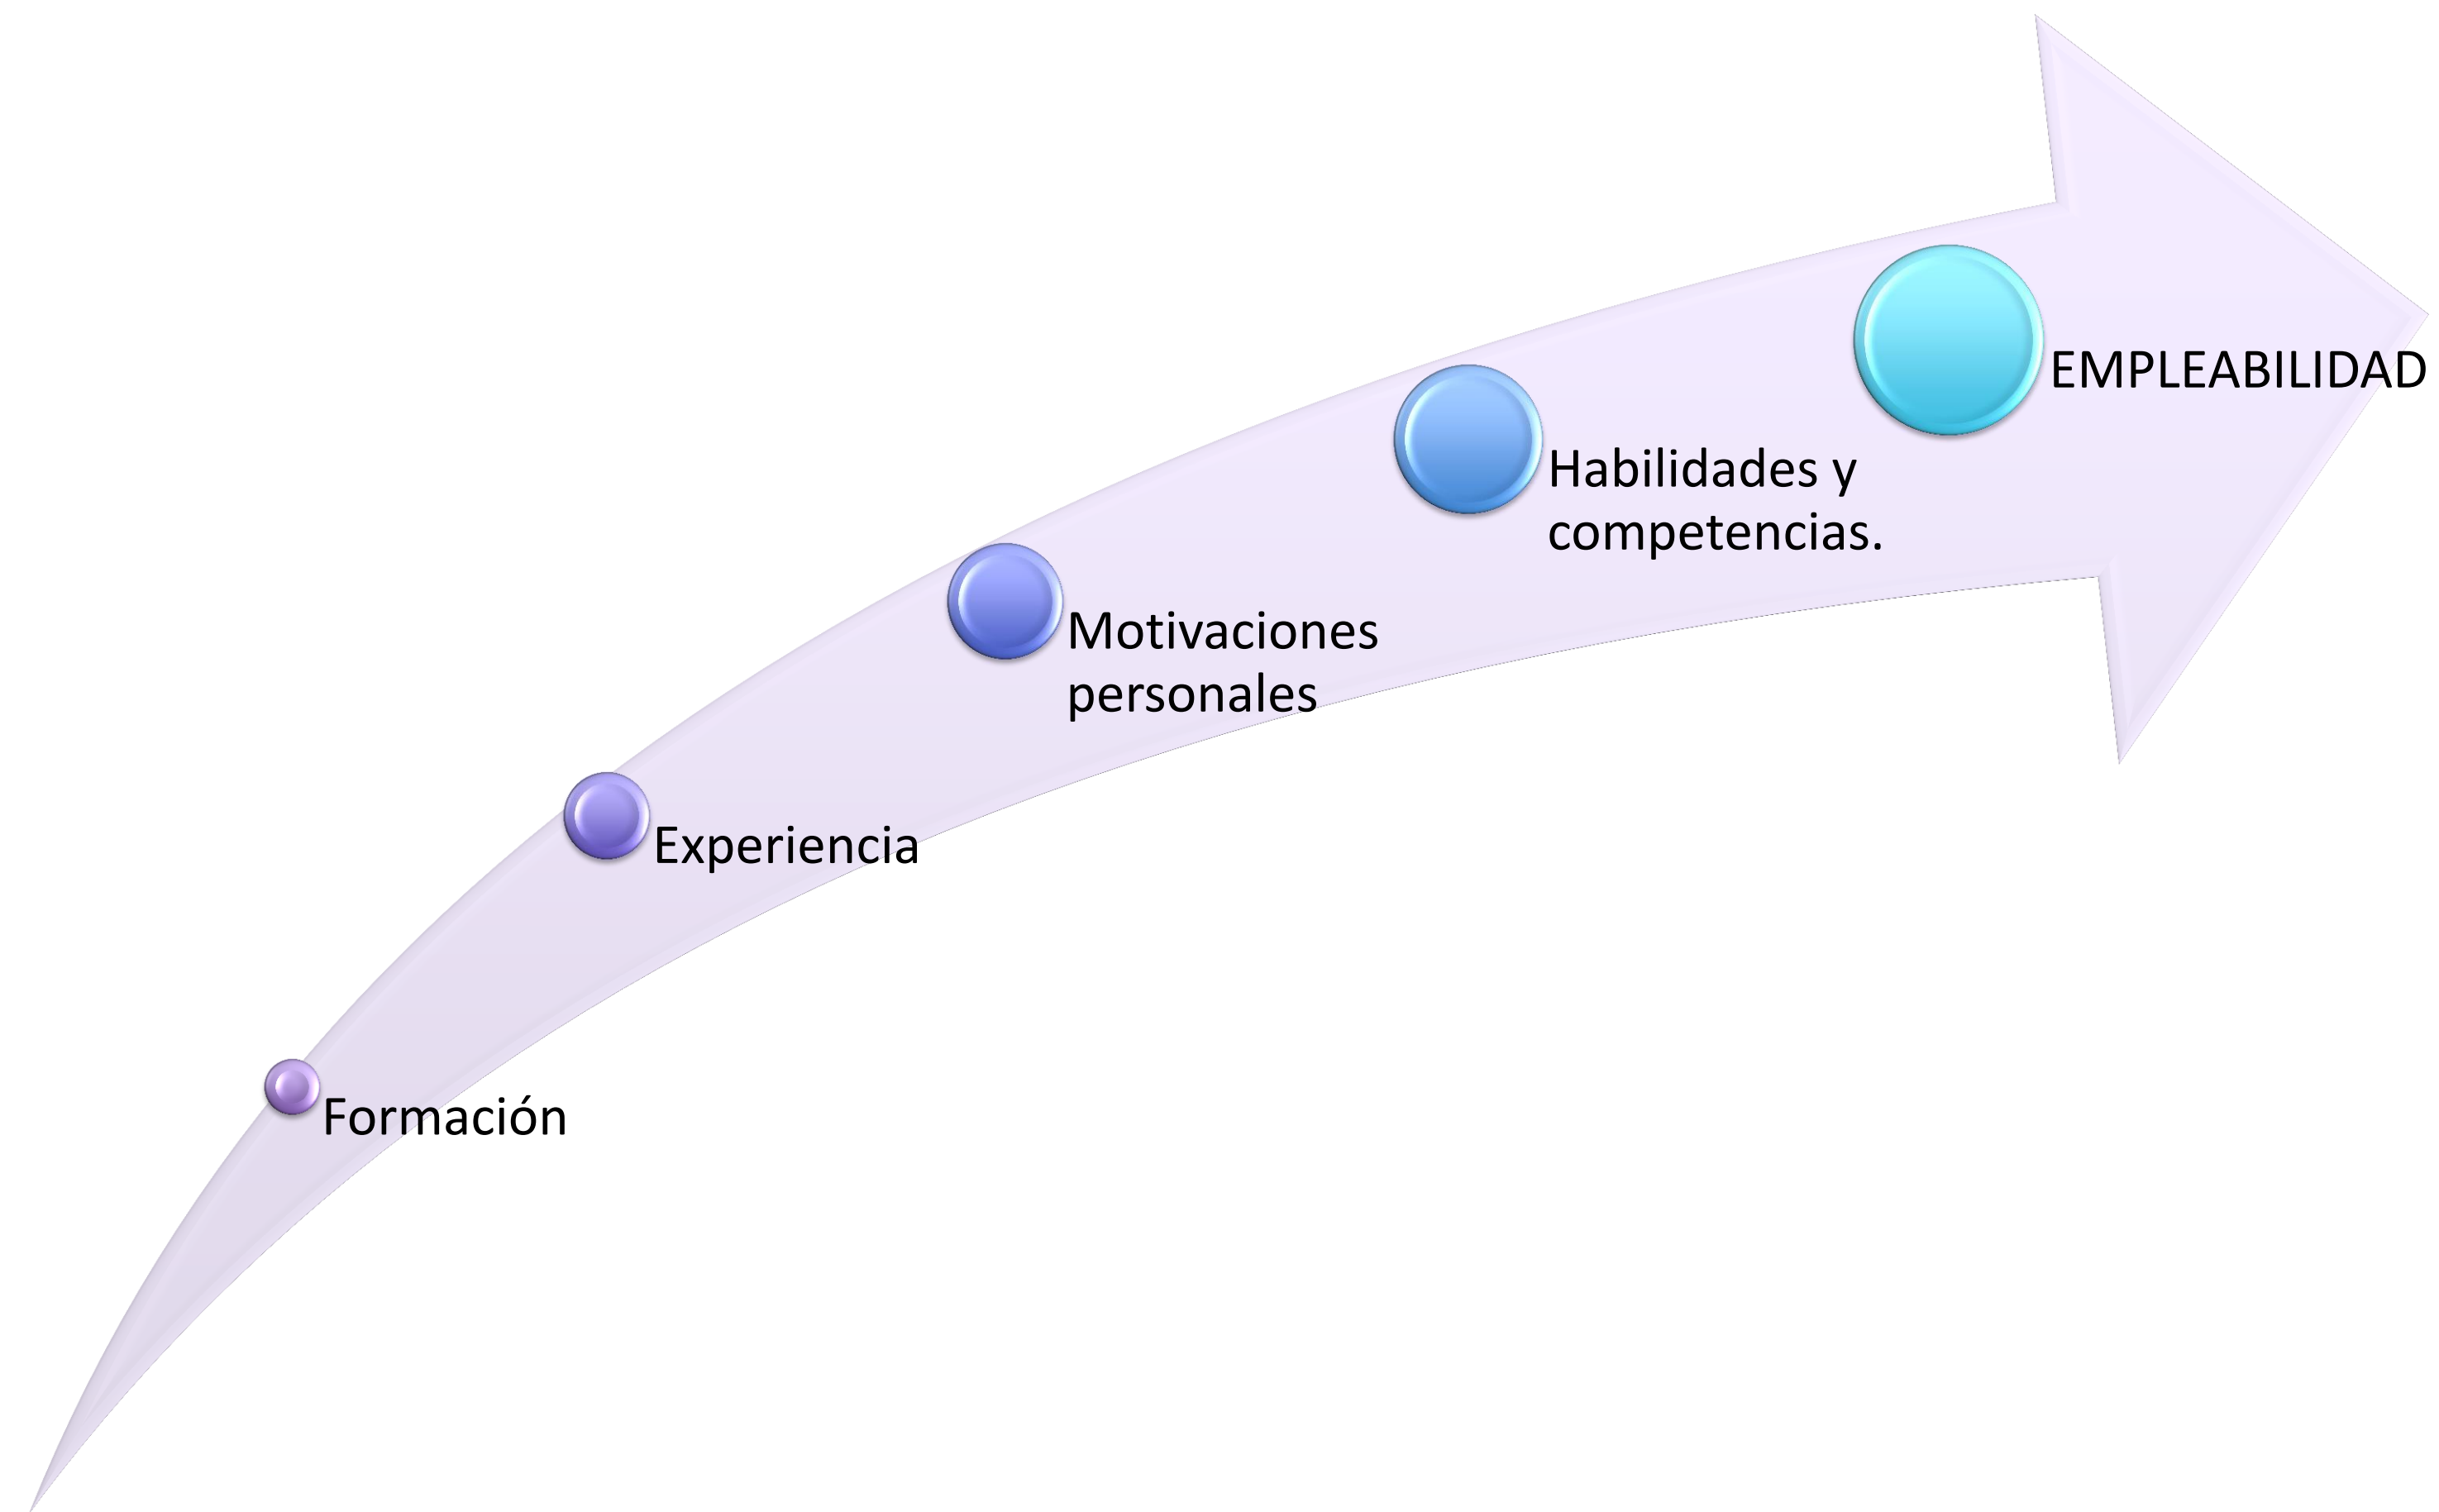 EMPLEABILIDAD
Habilidades y
competencias.
Motivaciones
personales
Experiencia
Formación